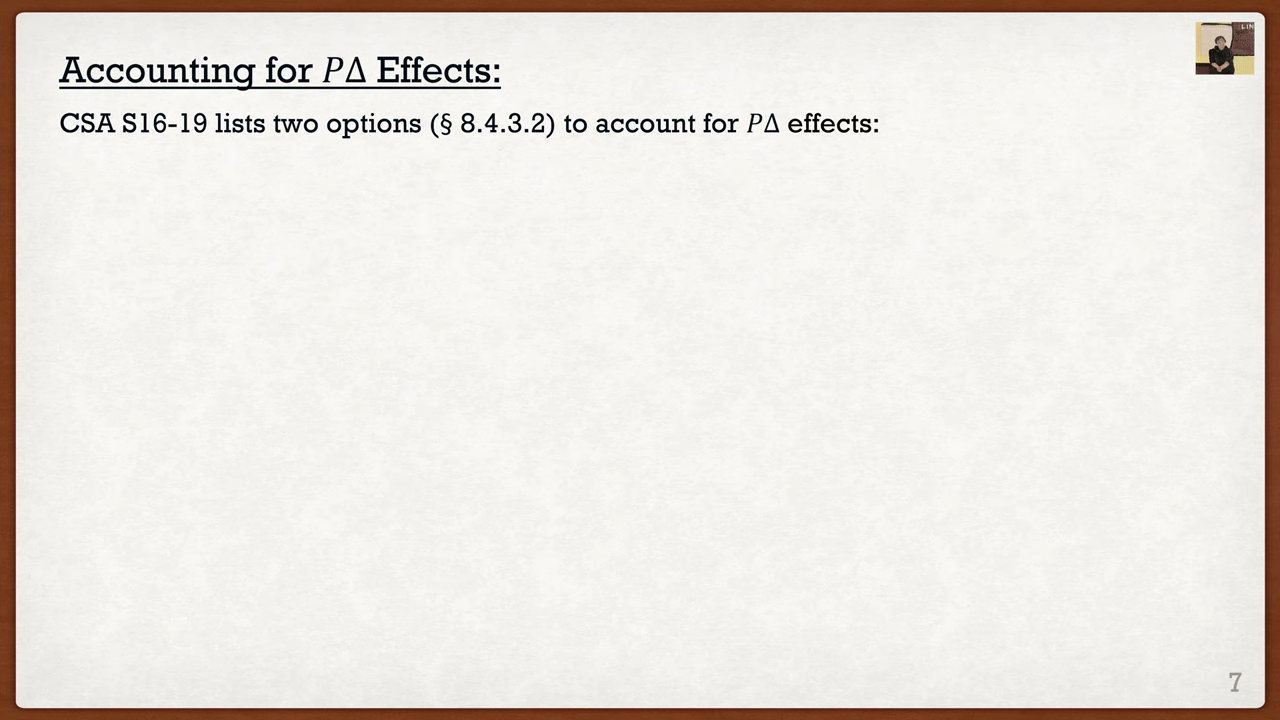 Accounting for 𝑃Δ Effects:
CSA S16-19 lists two options (§ 8.4.3.2) to account for 𝑃Δ effects:
LIN
7